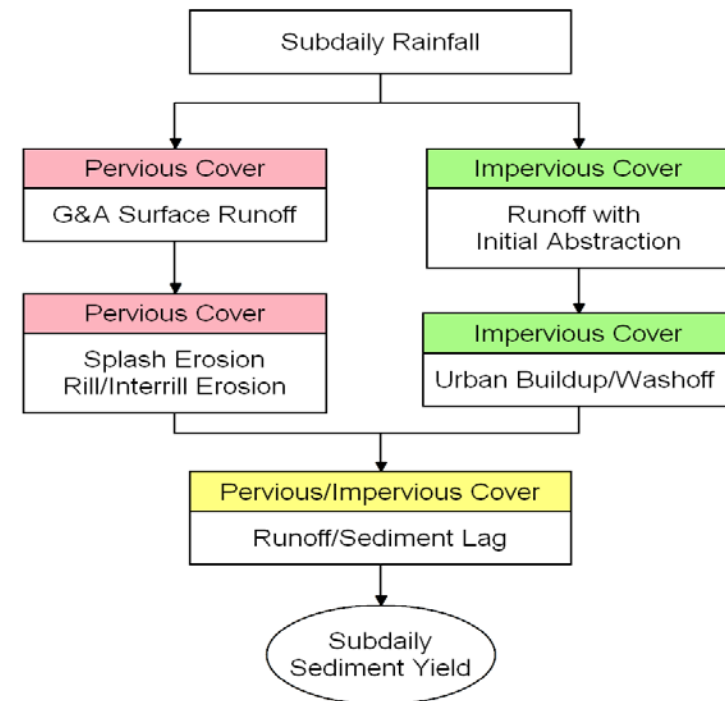 Subdaily Rainfall
Pervious Cover
G&A Surface Runoff
Impervious Cover
Runoff with
Initial Abstraction
Pervious Cover
Splash Erosion
Rill/Interrill Erosion
Impervious Cover
Urban Buildup/Washoff
Pervious/Impervious Cover
Runoff/Sediment Lag
Subdaily
Sediment Yield